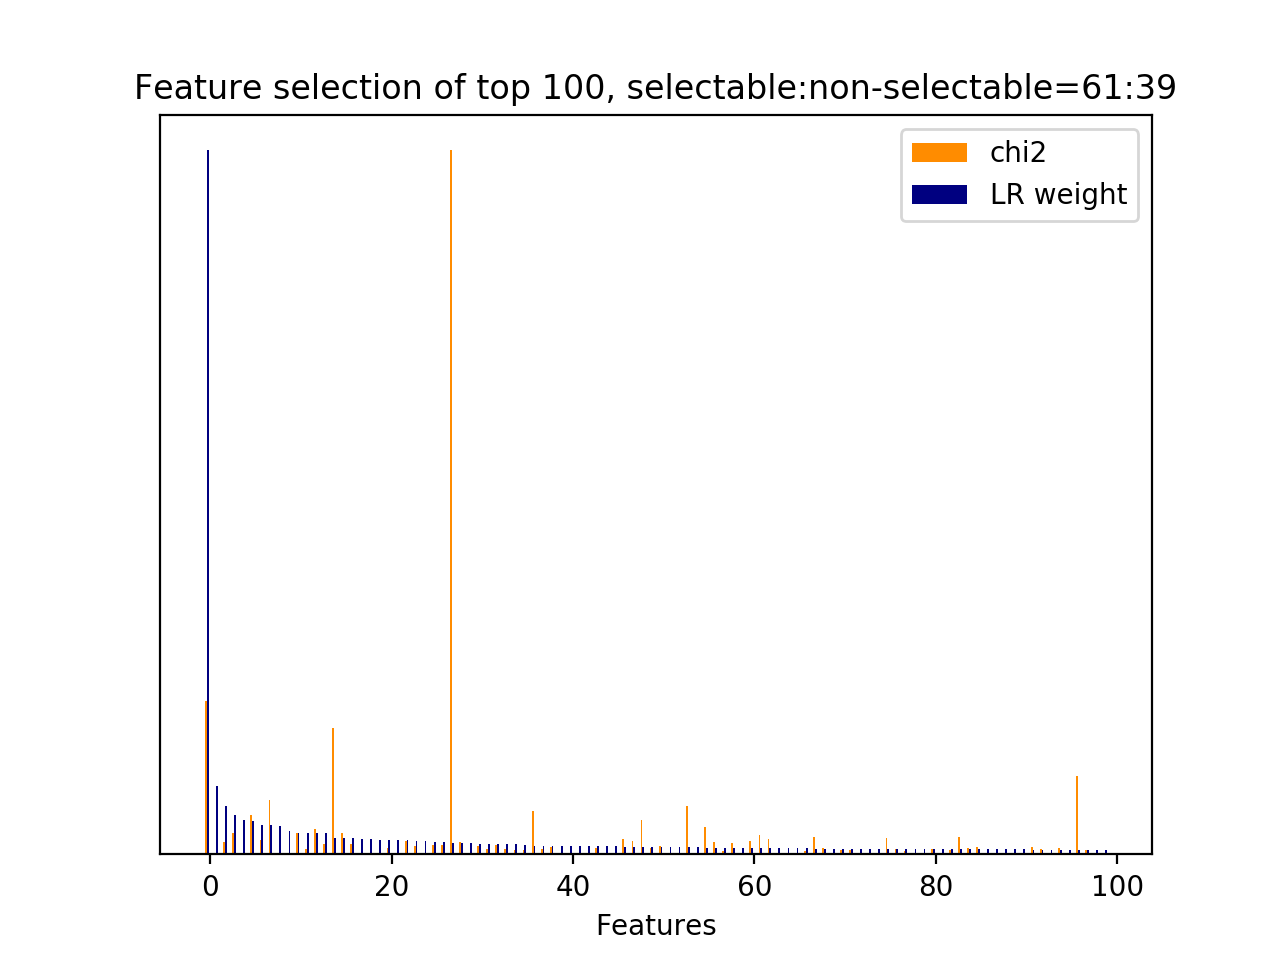 Feature selection of top 100, selectable:non-selectable=61:39
chi2
LR weight
0 20 40 60 80 100
Features